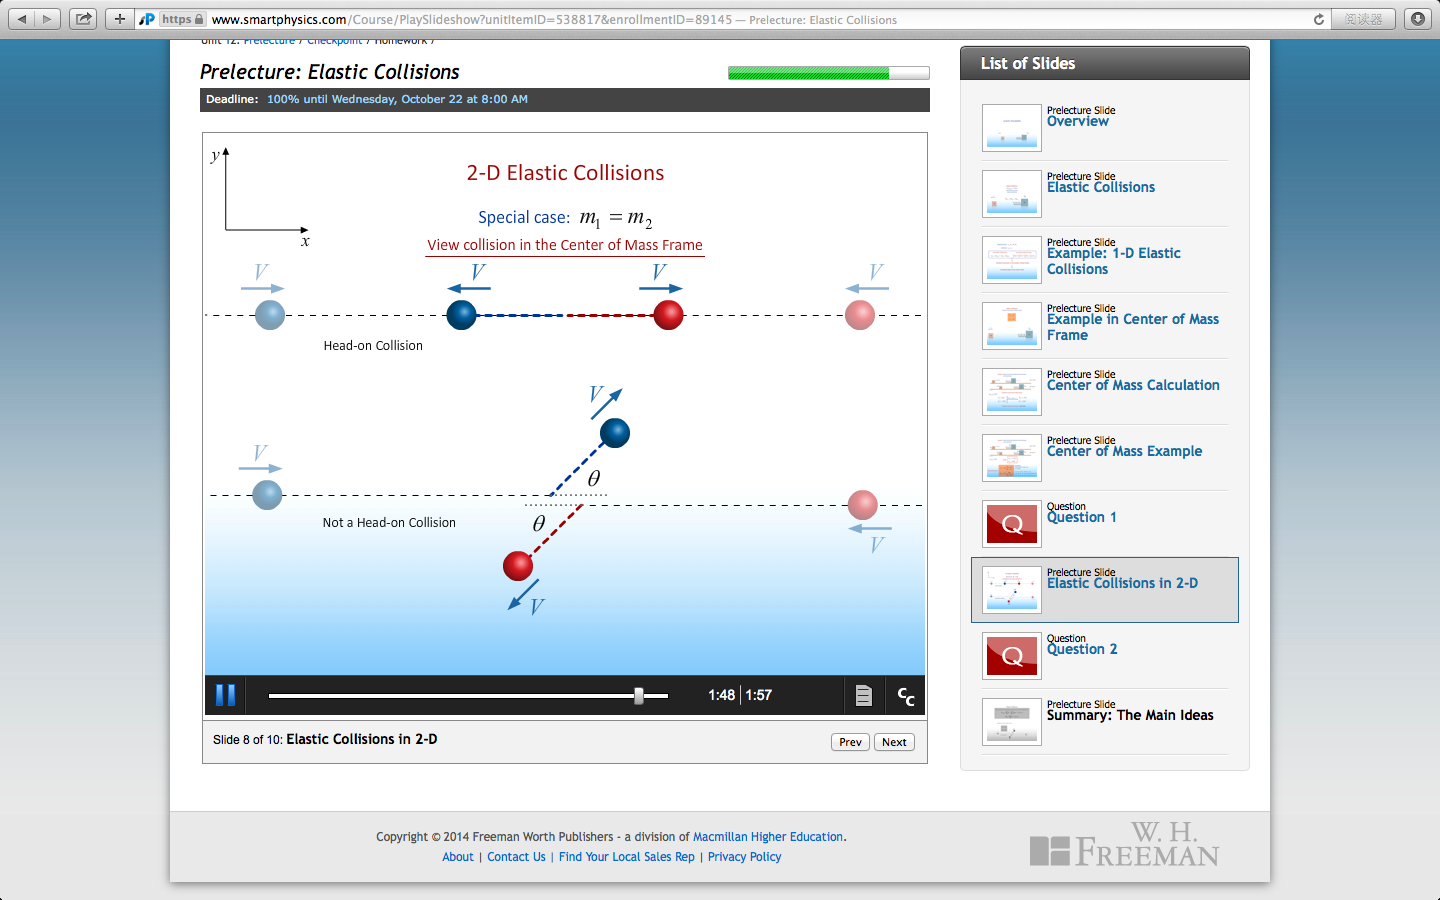 https www.smartphysics.com/Course/PlaySlideshow?unitItemID=538817&enrollmentID=89145 — Prelecture: Elastic Collisions
阅读器
Unit 12: Prelecture / Checkpoint / Homework /
Prelecture: Elastic Collisions
Deadline: 100% until Wednesday, October 22 at 8:00 AM
y
x
2-D Elastic Collisions
Special case: m1 = m2
View collision in the Center of Mass Frame
V V V V
Head-on Collision
V
V
θ
Not a Head-on Collision
θ
V
V
1:48 | 1:57
CC
Slide 8 of 10: Elastic Collisions in 2-D
Prev Next
List of Slides
Prelecture Slide
Overview
Prelecture Slide
Elastic Collisions
Prelecture Slide
Example: 1-D Elastic
Collisions
Prelecture Slide
Example in Center of Mass
Frame
Prelecture Slide
Center of Mass Calculation
Prelecture Slide
Center of Mass Example
Q
Question
Question 1
Prelecture Slide
Elastic Collisions in 2-D
Q
Question
Question 2
Prelecture Slide
Summary: The Main Ideas
Copyright © 2014 Freeman Worth Publishers - a division of Macmillan Higher Education.
About | Contact Us | Find Your Local Sales Rep | Privacy Policy
W. H.
FREEMAN